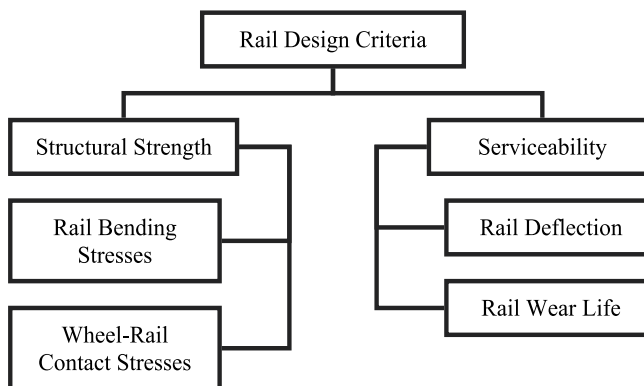 Rail Design Criteria
Structural Strength
Serviceability
Rail Bending
Stresses
Rail Deflection
Rail Wear Life
Wheel-Rail
Contact Stresses